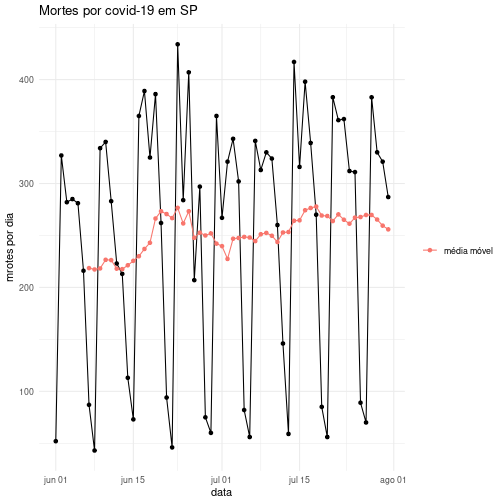 Mortes por covid-19 em SP
mrotes por dia
400
300
200
100
jun 01
jun 15
jul 01
jul 15
ago 01
data
média móvel